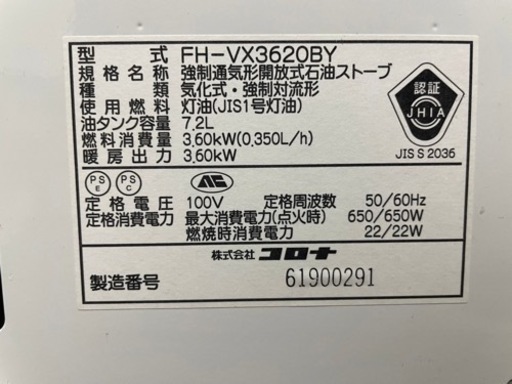 型式 FH-VX3620BY
規格名称 強制通気形開放式石油ストーブ
種類 気化式・強制対流形
使用燃料 灯油(JIS1号灯油)
油タンク容量 7.2L
燃料消費量 3.60kW(0.350L/h)
暖房出力 3.60kW
認証
JHIA
JIS S 2036
PS E PS C
定格電圧 100V 定格周波数 50/60Hz
定格消費電力 最大消費電力(点火時) 650/650W
燃焼時消費電力 22/22W
株式会社 コロナ
製造番号 61900291